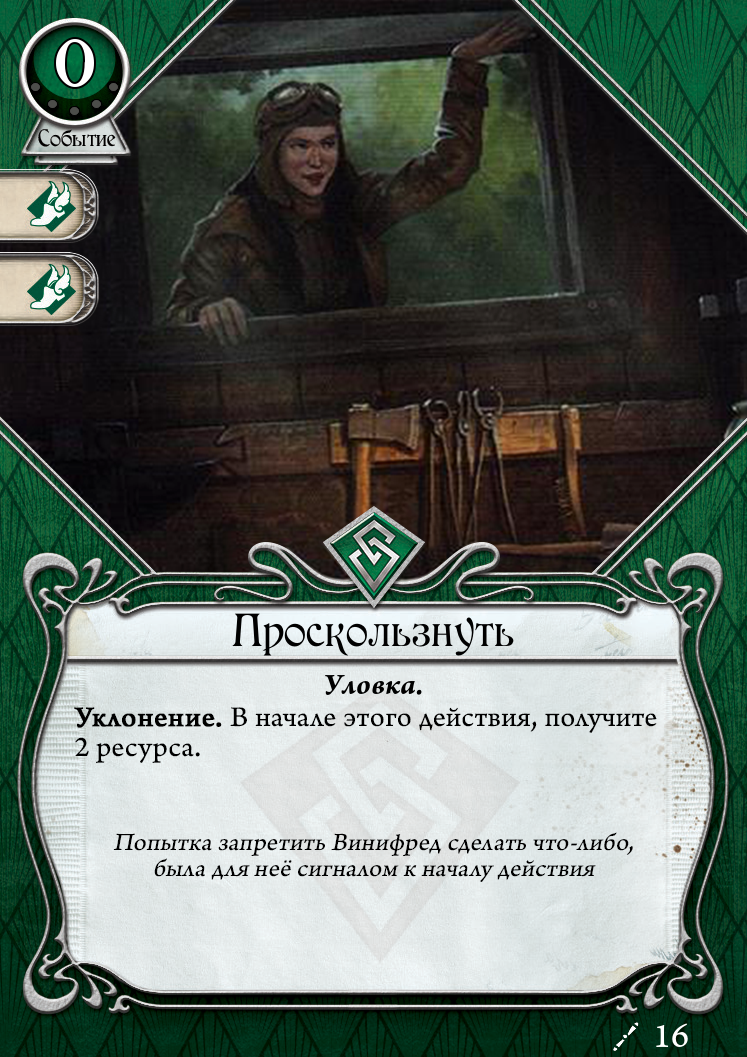 0
Событие
Проскользнуть
Уловка.
Уклонение. В начале этого действия, получите
2 ресурса.
Попытка запретить Винифред сделать что-либо,
была для неё сигналом к началу действия
16